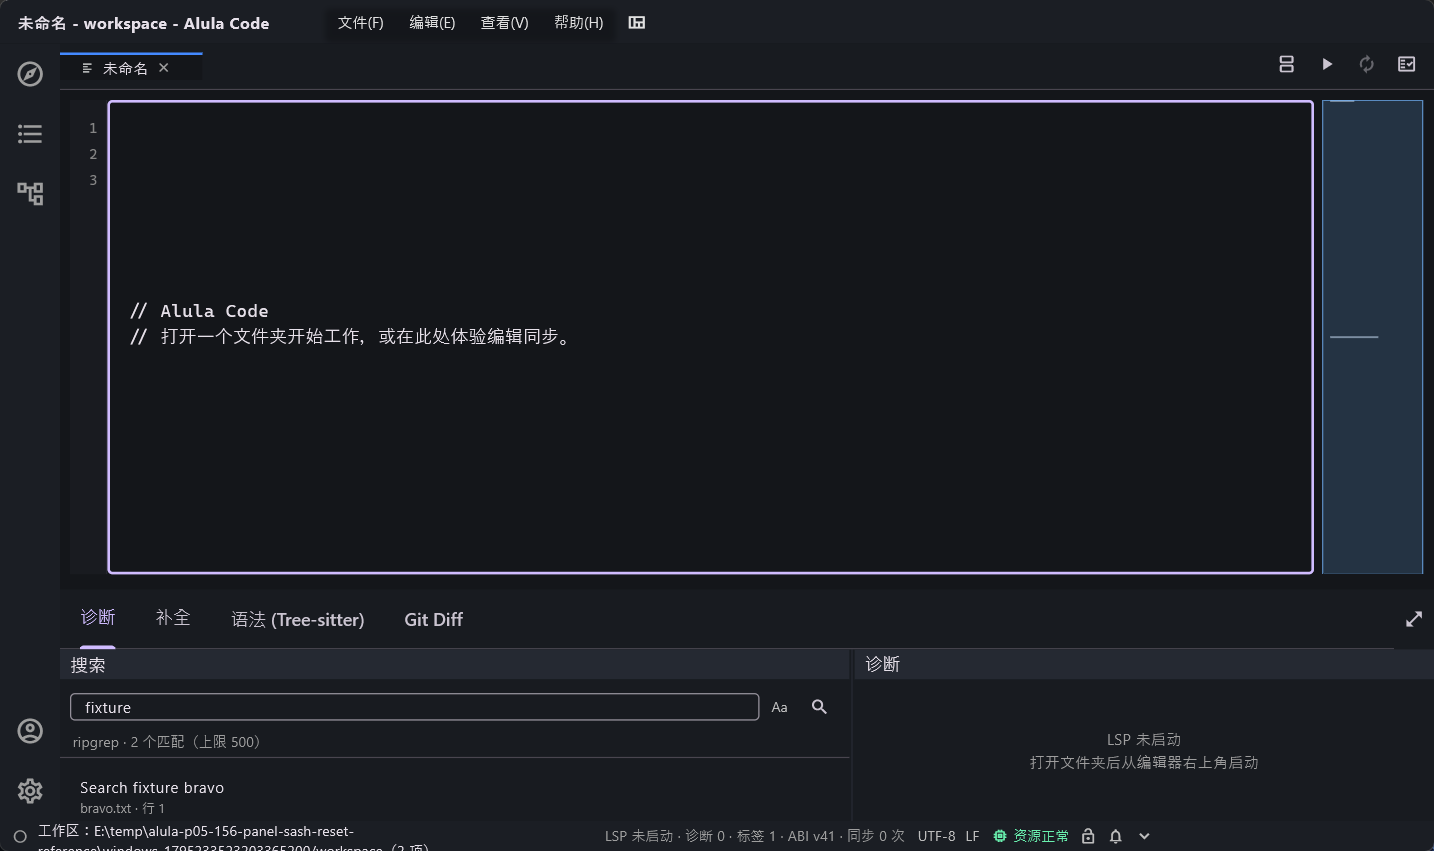 未命名 - workspace - Alula Code
文件(F) 编辑(E) 查看(V) 帮助(H)
未命名
1
2
3
// Alula Code
// 打开一个文件夹开始工作, 或在此处体验编辑同步。
诊断 补全 语法 (Tree-sitter) Git Diff
搜索
诊断
fixture
Aa
ripgrep · 2 个匹配（上限 500）
LSP 未启动
打开文件夹后从编辑器右上角启动
Search fixture bravo
bravo.txt · 行 1
工作区：E:\temp\alula-p05-156-panel-sash-reset-
LSP 未启动 · 诊断 0 · 标签 1 · ABI v41 · 同步 0 次 UTF-8 LF 资源正常